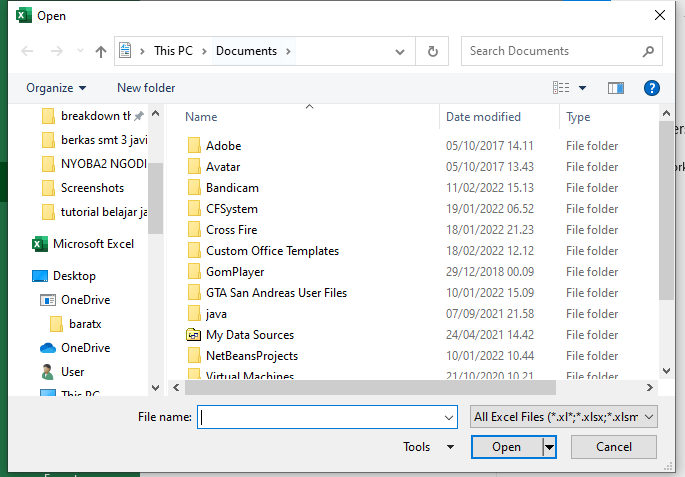 Open
This PC > Documents >
Search Documents
Organize
New folder
breakdown th
berkas smt 3 javi
NYOBA2 NGODI
Screenshots
tutorial belajar ja
Microsoft Excel
Desktop
OneDrive
baratx
OneDrive
User
This PC
Name Date modified Type
Adobe 05/10/2017 14.11 File folder
Avatar 05/10/2017 13.43 File folder
Bandicam 11/02/2022 15.13 File folder
CFSystem 19/01/2022 06.52 File folder
Cross Fire 18/01/2022 21.23 File folder
Custom Office Templates 18/02/2022 12.12 File folder
GomPlayer 29/12/2018 00.09 File folder
GTA San Andreas User Files 10/01/2022 15.09 File folder
java 07/09/2021 21.58 File folder
My Data Sources 24/04/2021 14.42 File folder
NetBeansProjects 10/01/2022 10.44 File folder
Virtual Machines 21/10/2020 10.21 File folder
File name:
All Excel Files (*.xl*;*.xlsx;*.xlsm
Tools
Open
Cancel